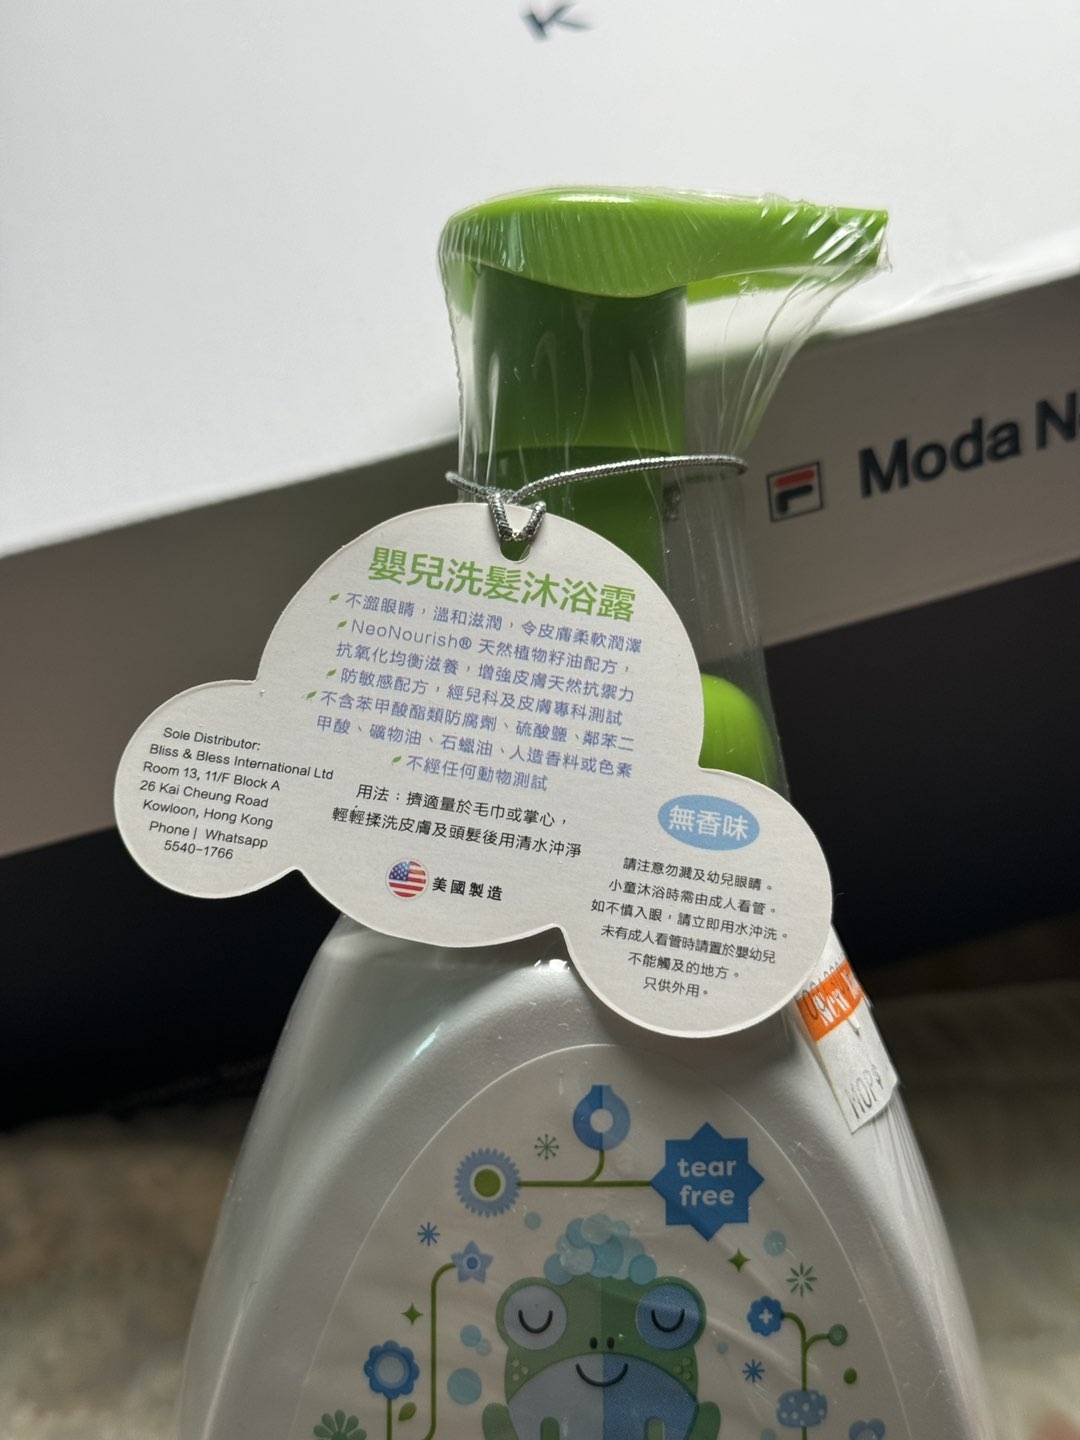 K
Moda
嬰兒洗髮沐浴露
不澀眼睛，溫和滋潤，令皮膚柔軟潤澤
NeoNourish® 天然植物籽油配方，
抗氧化均衡滋養，增強皮膚天然抗禦力
防敏感配方，經兒科及皮膚專科測試
不含苯甲酸酯類防腐劑、硫酸鹽、鄰苯二
甲酸、礦物油、石蠟油、人造香料或色素
不經任何動物測試
用法：擠適量於毛巾或掌心，
輕輕揉洗皮膚及頭髮後用清水沖淨
美國製造
Sole Distributor:
Bliss & Bless International Ltd
Room 13, 11/F Block A
26 Kai Cheung Road
Kowloon, Hong Kong
Phone | Whatsapp
5540-1766
無香味
請注意勿濺及幼兒眼睛。
小童沐浴時需由成人看管。
如不慎入眼，請立即用水沖洗。
未有成人看管時請置於嬰幼兒
不能觸及的地方。
只供外用。
MOP$
tear
free